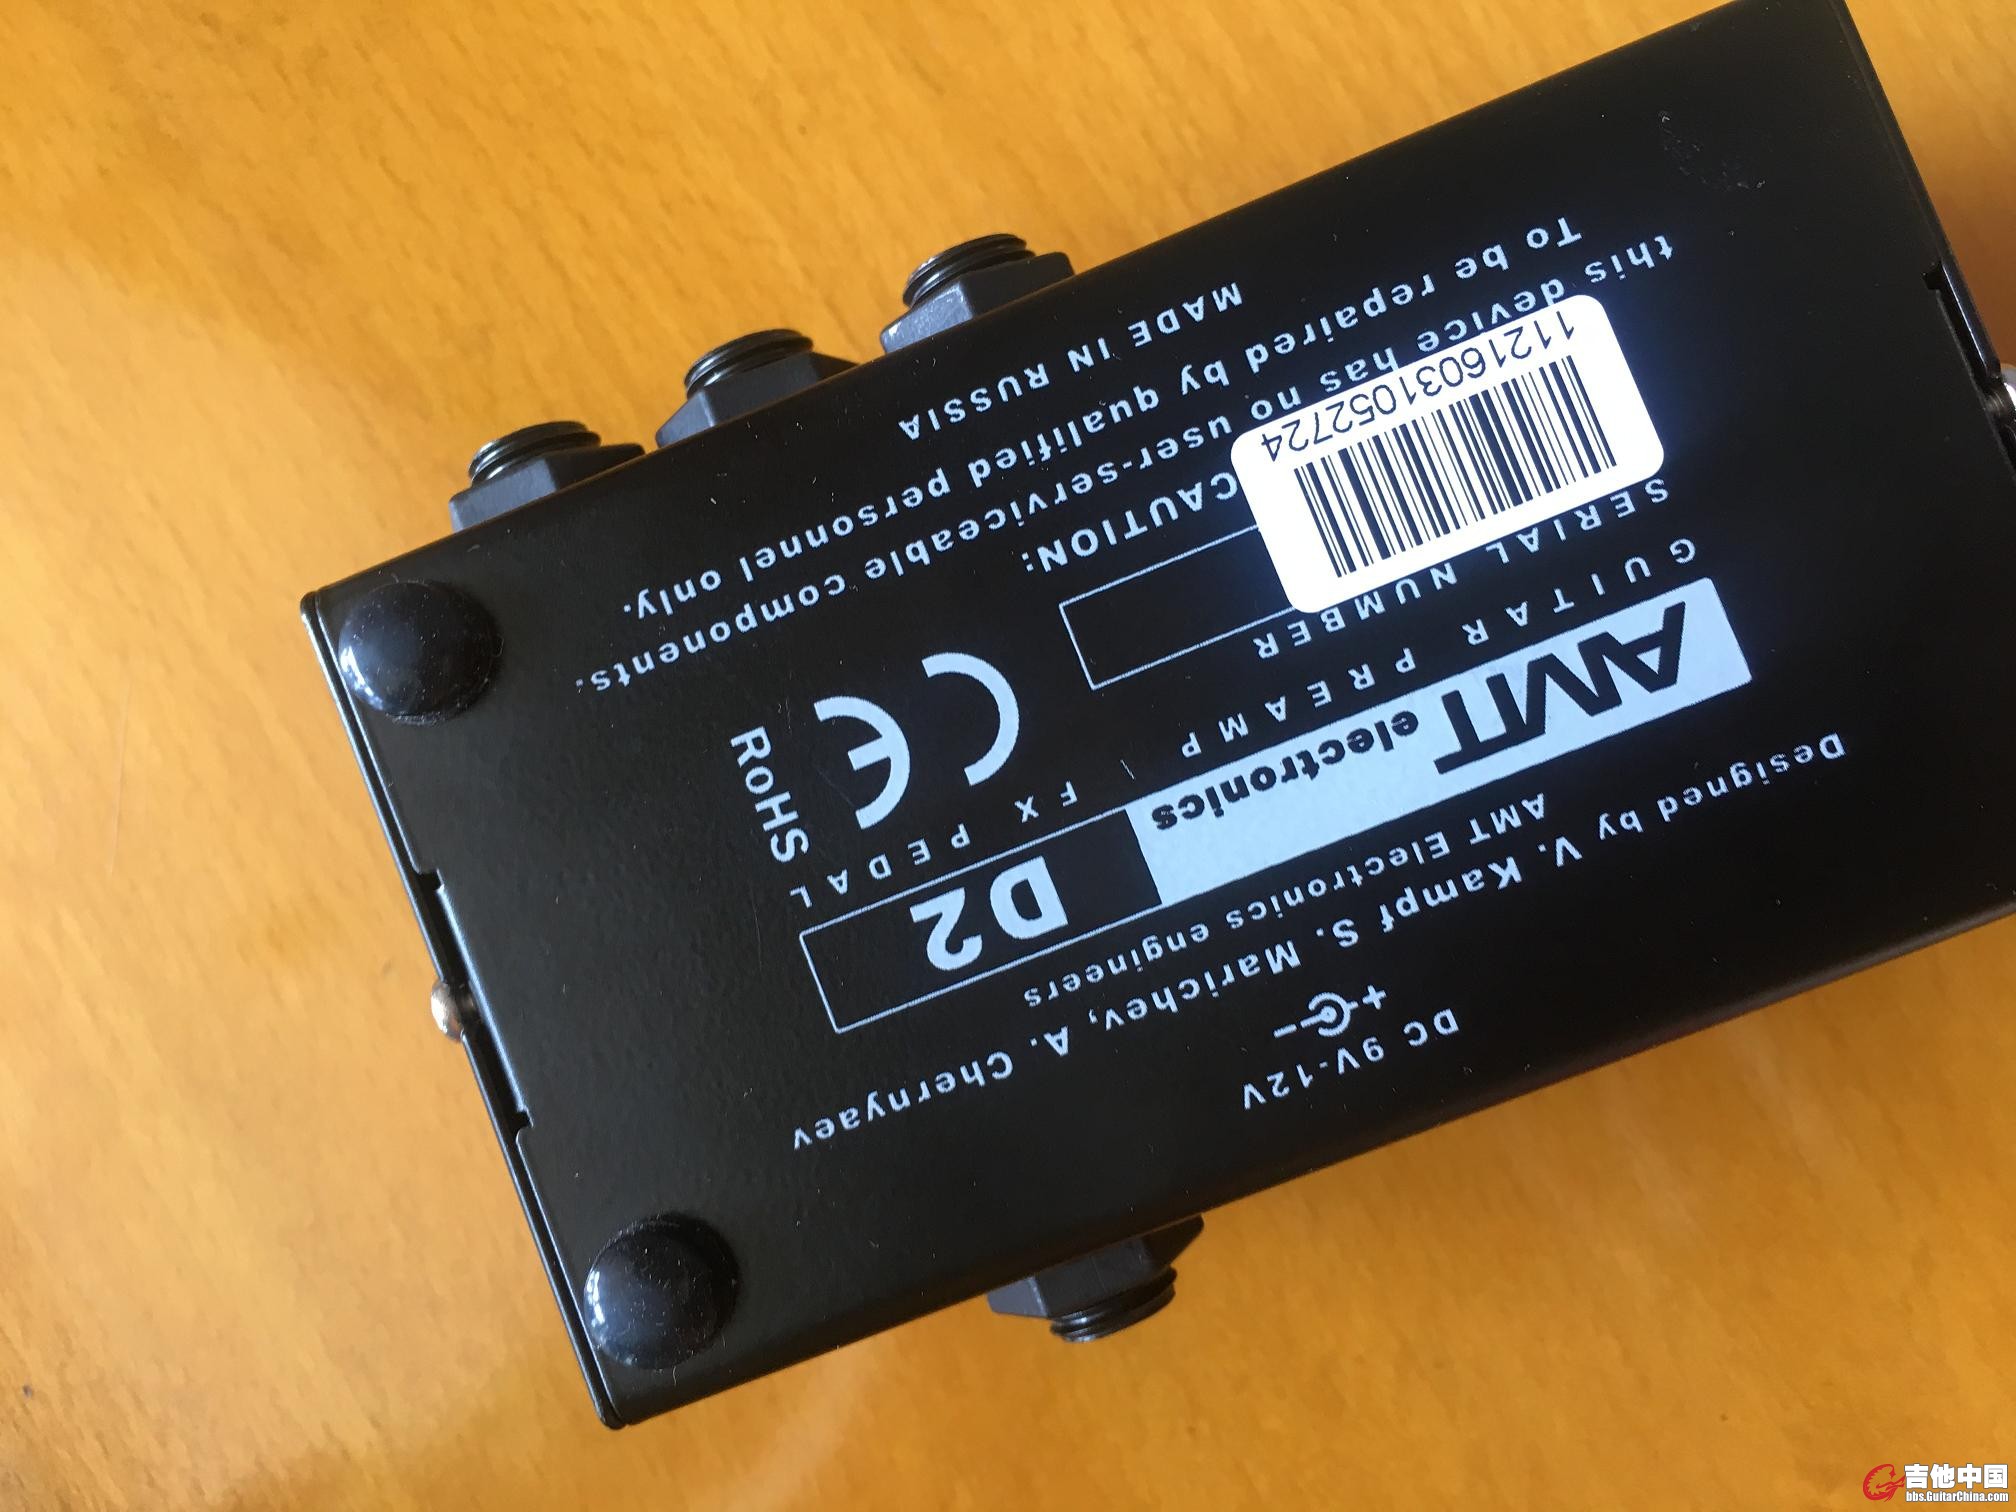 DC 9V-12V
+ -
Designed by V. Kampf S. Marichev, A. Chernyaev
AMT Electronics engineers
AMT electronics D2
GUITAR PREAMP FX PEDAL
SERIAL NUMBER
11216031052724
CE RoHS
CAUTION:
this device has no user-serviceable components.
To be repaired by qualified personnel only.
MADE IN RUSSIA
吉他中国
bbs.GuitarChina.com